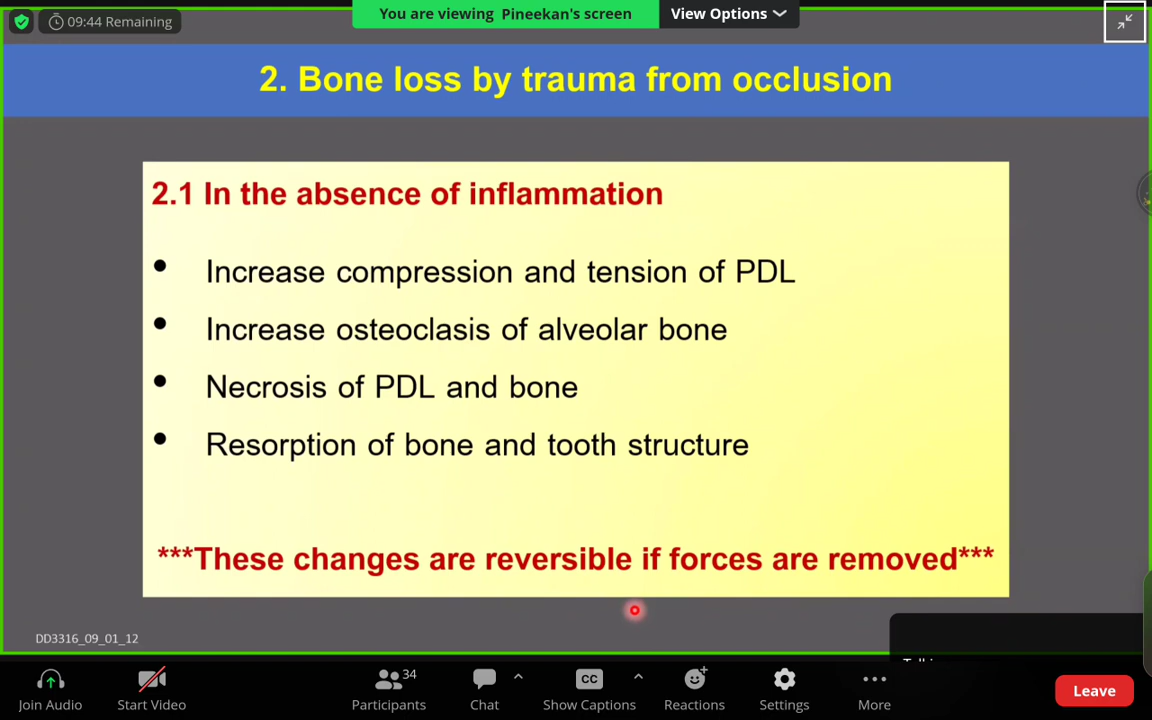 09:44 Remaining
You are viewing Pineekan's screen
View Options
2. Bone loss by trauma from occlusion
2.1 In the absence of inflammation
• Increase compression and tension of PDL
• Increase osteoclasis of alveolar bone
• Necrosis of PDL and bone
• Resorption of bone and tooth structure
***These changes are reversible if forces are removed***
DD3316_09_01_12
Join Audio
Start Video
Participants
34
Chat
CC
Show Captions
Reactions
Settings
More
Leave